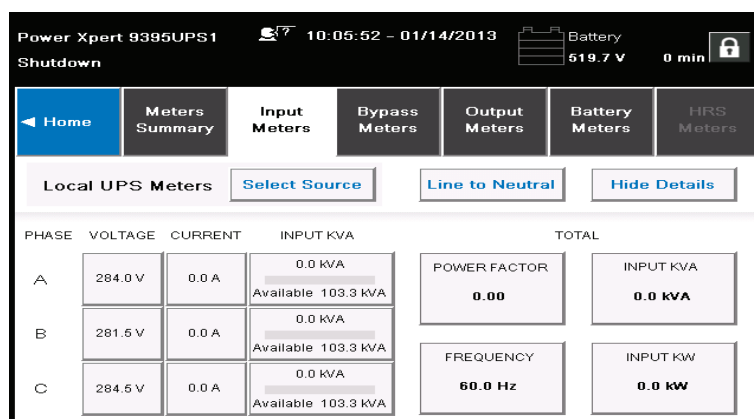 Power Xpert 9395UPS1 ? 10:05:52 - 01/14/2013 Battery
Shutdown 519.7 V 0 min
Home Meters Summary Input Meters Bypass Meters Output Meters Battery Meters HRS Meters
Local UPS Meters Select Source Line to Neutral Hide Details
PHASE VOLTAGE CURRENT INPUT KVA TOTAL
A 284.0 V 0.0 A 0.0 kVA
Available 103.3 kVA
B 281.5 V 0.0 A 0.0 kVA
Available 103.3 kVA
C 284.5 V 0.0 A 0.0 kVA
Available 103.3 kVA
POWER FACTOR INPUT KVA
0.00 0.0 kVA
FREQUENCY INPUT KW
60.0 Hz 0.0 kW